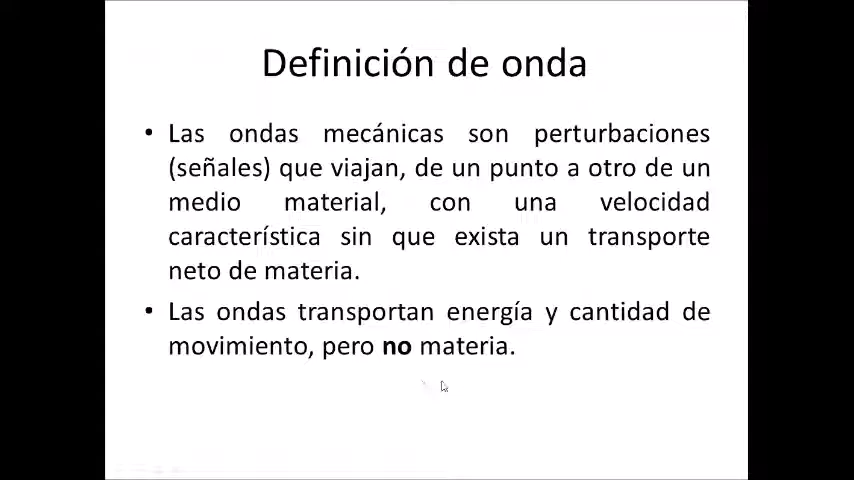 Definición de onda
• Las ondas mecánicas son perturbaciones
(señales) que viajan, de un punto a otro de un
medio material, con una velocidad
característica sin que exista un transporte
neto de materia.
• Las ondas transportan energía y cantidad de
movimiento, pero no materia.